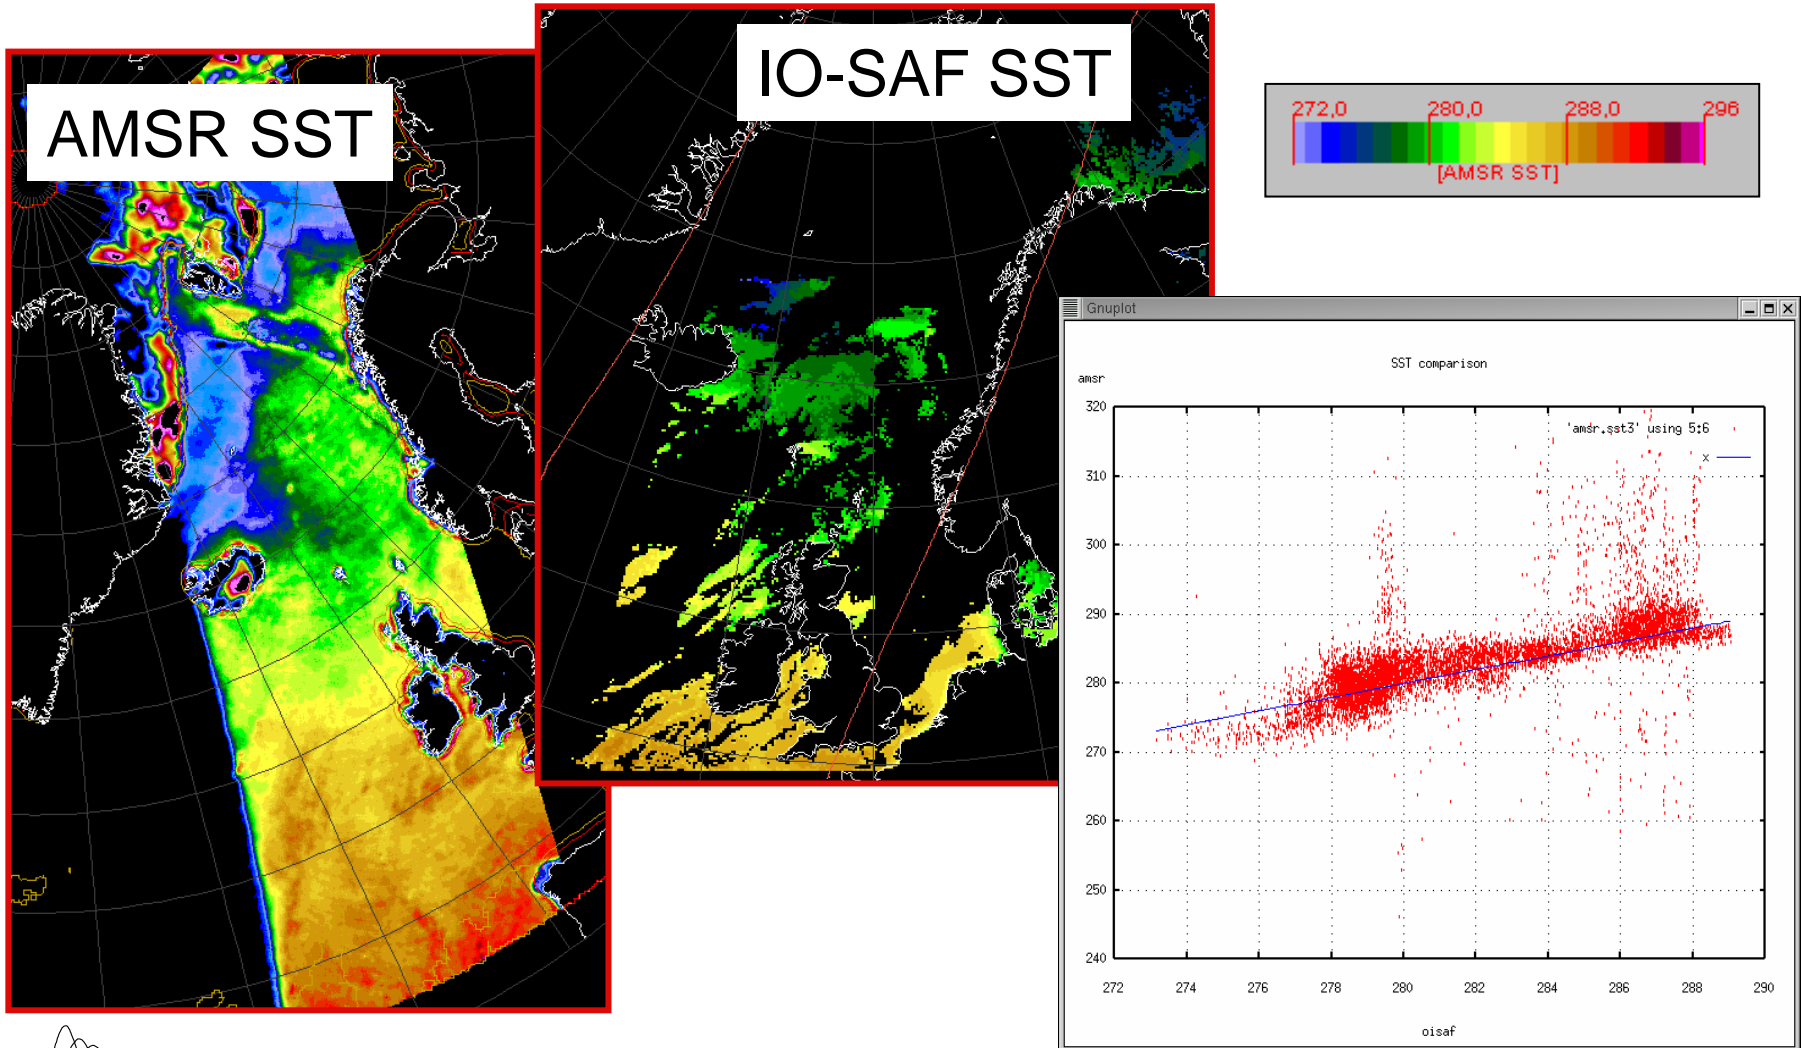 AMSR SST
IO-SAF SST
272,0 280,0 288,0 296
[AMSR SST]
Gnuplot
SST comparison
amsr
320
'amsr.sst3' using 5:6
x
310
300
290
280
270
260
250
240
272 274 276 278 280 282 284 286 288 290
oisaf